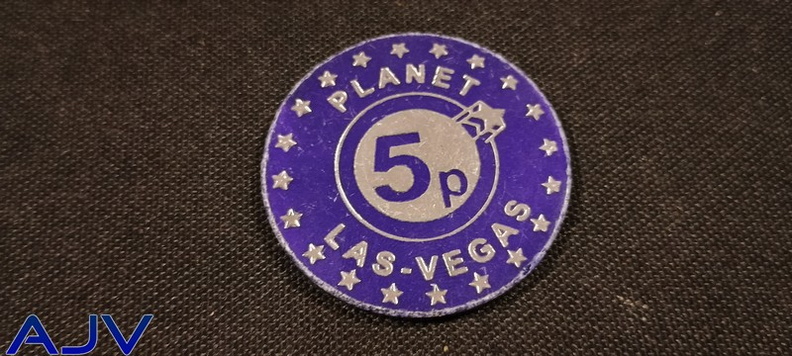 PLANET
5p
LAS-VEGAS
AJV